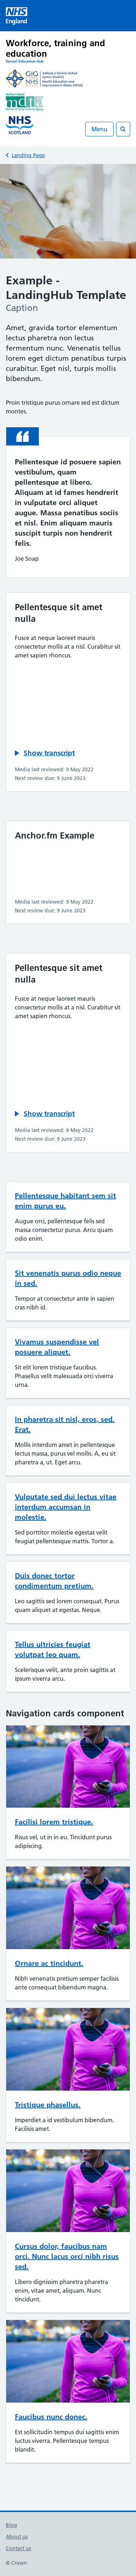 NHS
England
Workforce, training and
education
Dental Education Hub
GIG
NHS
Addysg a Gwella Iechyd
Cymru (AaGIC)
Health Education and
Improvement Wales (HEIW)
mdta
NHS
SCOTLAND
Menu
Landing Page
Example -
LandingHub Template
Caption
Amet, gravida tortor elementum
lectus pharetra non lectus
fermentum nunc. Venenatis tellus
lorem eget dictum penatibus turpis
curabitur. Eget, risus felis, diam mi
bibendum.
Proin tristique purus ornare sed est dictum
montes.
Pellentesque id posuere sapien
vestibulum, quam
pellentesque at libero.
Aliquam at id fames hendrerit
in vulputate orci aliquet
augue. Massa penatibus sociis
et nisl. Enim aliquam mauris
suscipit turpis non hendrerit
felis.
Joe Soap
Pellentesque id sit amet
nulla
Fusce at neque laoreet mauris
consectetur mollis at a nisl. Curabitur sit
amet sapien rhoncus.
Show transcript
Media last reviewed: 9 May 2022
Next review due: 9 June 2023
Anchor.fm Example
Media last reviewed: 9 May 2022
Next review due: 9 June 2023
Pellentesque id sit amet
nulla
Fusce at neque laoreet mauris
consectetur mollis at a nisl. Curabitur sit
amet sapien rhoncus.
Show transcript
Media last reviewed: 9 May 2022
Next review due: 9 June 2023
Pellentesque habitant sem sit
enim purus eu.
Augue orci, pellentesque felis sed
massa consectetur purus. Arcu quam
odio enim.
Sit venenatis purus odio neque
in sed.
Tempor at consectetur ante in sapien
cras nibh id.
Vivamus suspendisse vel
posuere aliquet.
Sit elit lorem tristique faucibus.
Phasellus velit malesuada orci viverra
urna.
In pharetra sit nisl, eros, sed.
Erat.
Mollis interdum amet in pellentesque
lectus massa, purus vel mollis. A, eu sit
pharetra a, ut. Eget arcu.
Vulputate sed dui lectus vitae
interdum accumsan in
molestie.
Sed porttitor molestie egestas velit
feugiat pellentesque mattis. Tortor a.
Duis donec tortor
condimentum pretium.
Leo sagittis sed lorem consequat. Purus
quam aliquet at egestas. Neque.
Tellus ultricies feugiat
volutpat leo quam.
Scelerisque velit, ante proin sagittis at
ipsum viverra arcu.
Navigation cards component
Facilisi lorem tristique.
Risus vel, ut in in eu. Tincidunt purus
adipiscing.
Ornare ac tincidunt.
Nibh venenatis pretium semper facilisis
ante consequat bibendum magna.
Tristique phasellus.
Imperdiet a id vestibulum bibendum.
Facilisis amet.
Cursus dolor, faucibus nam
orci. Nunc lacus orci nibh risus
sed.
Libero dignissim pharetra pharetra
enim, vitae amet, aliquam. Nunc
tincidunt.
Faucibus nunc donec.
Est sollicitudin tempus dui sagittis enim
luctus viverra. Pellentesque tempus
blandit.
Blog
About us
Contact us
© Crown